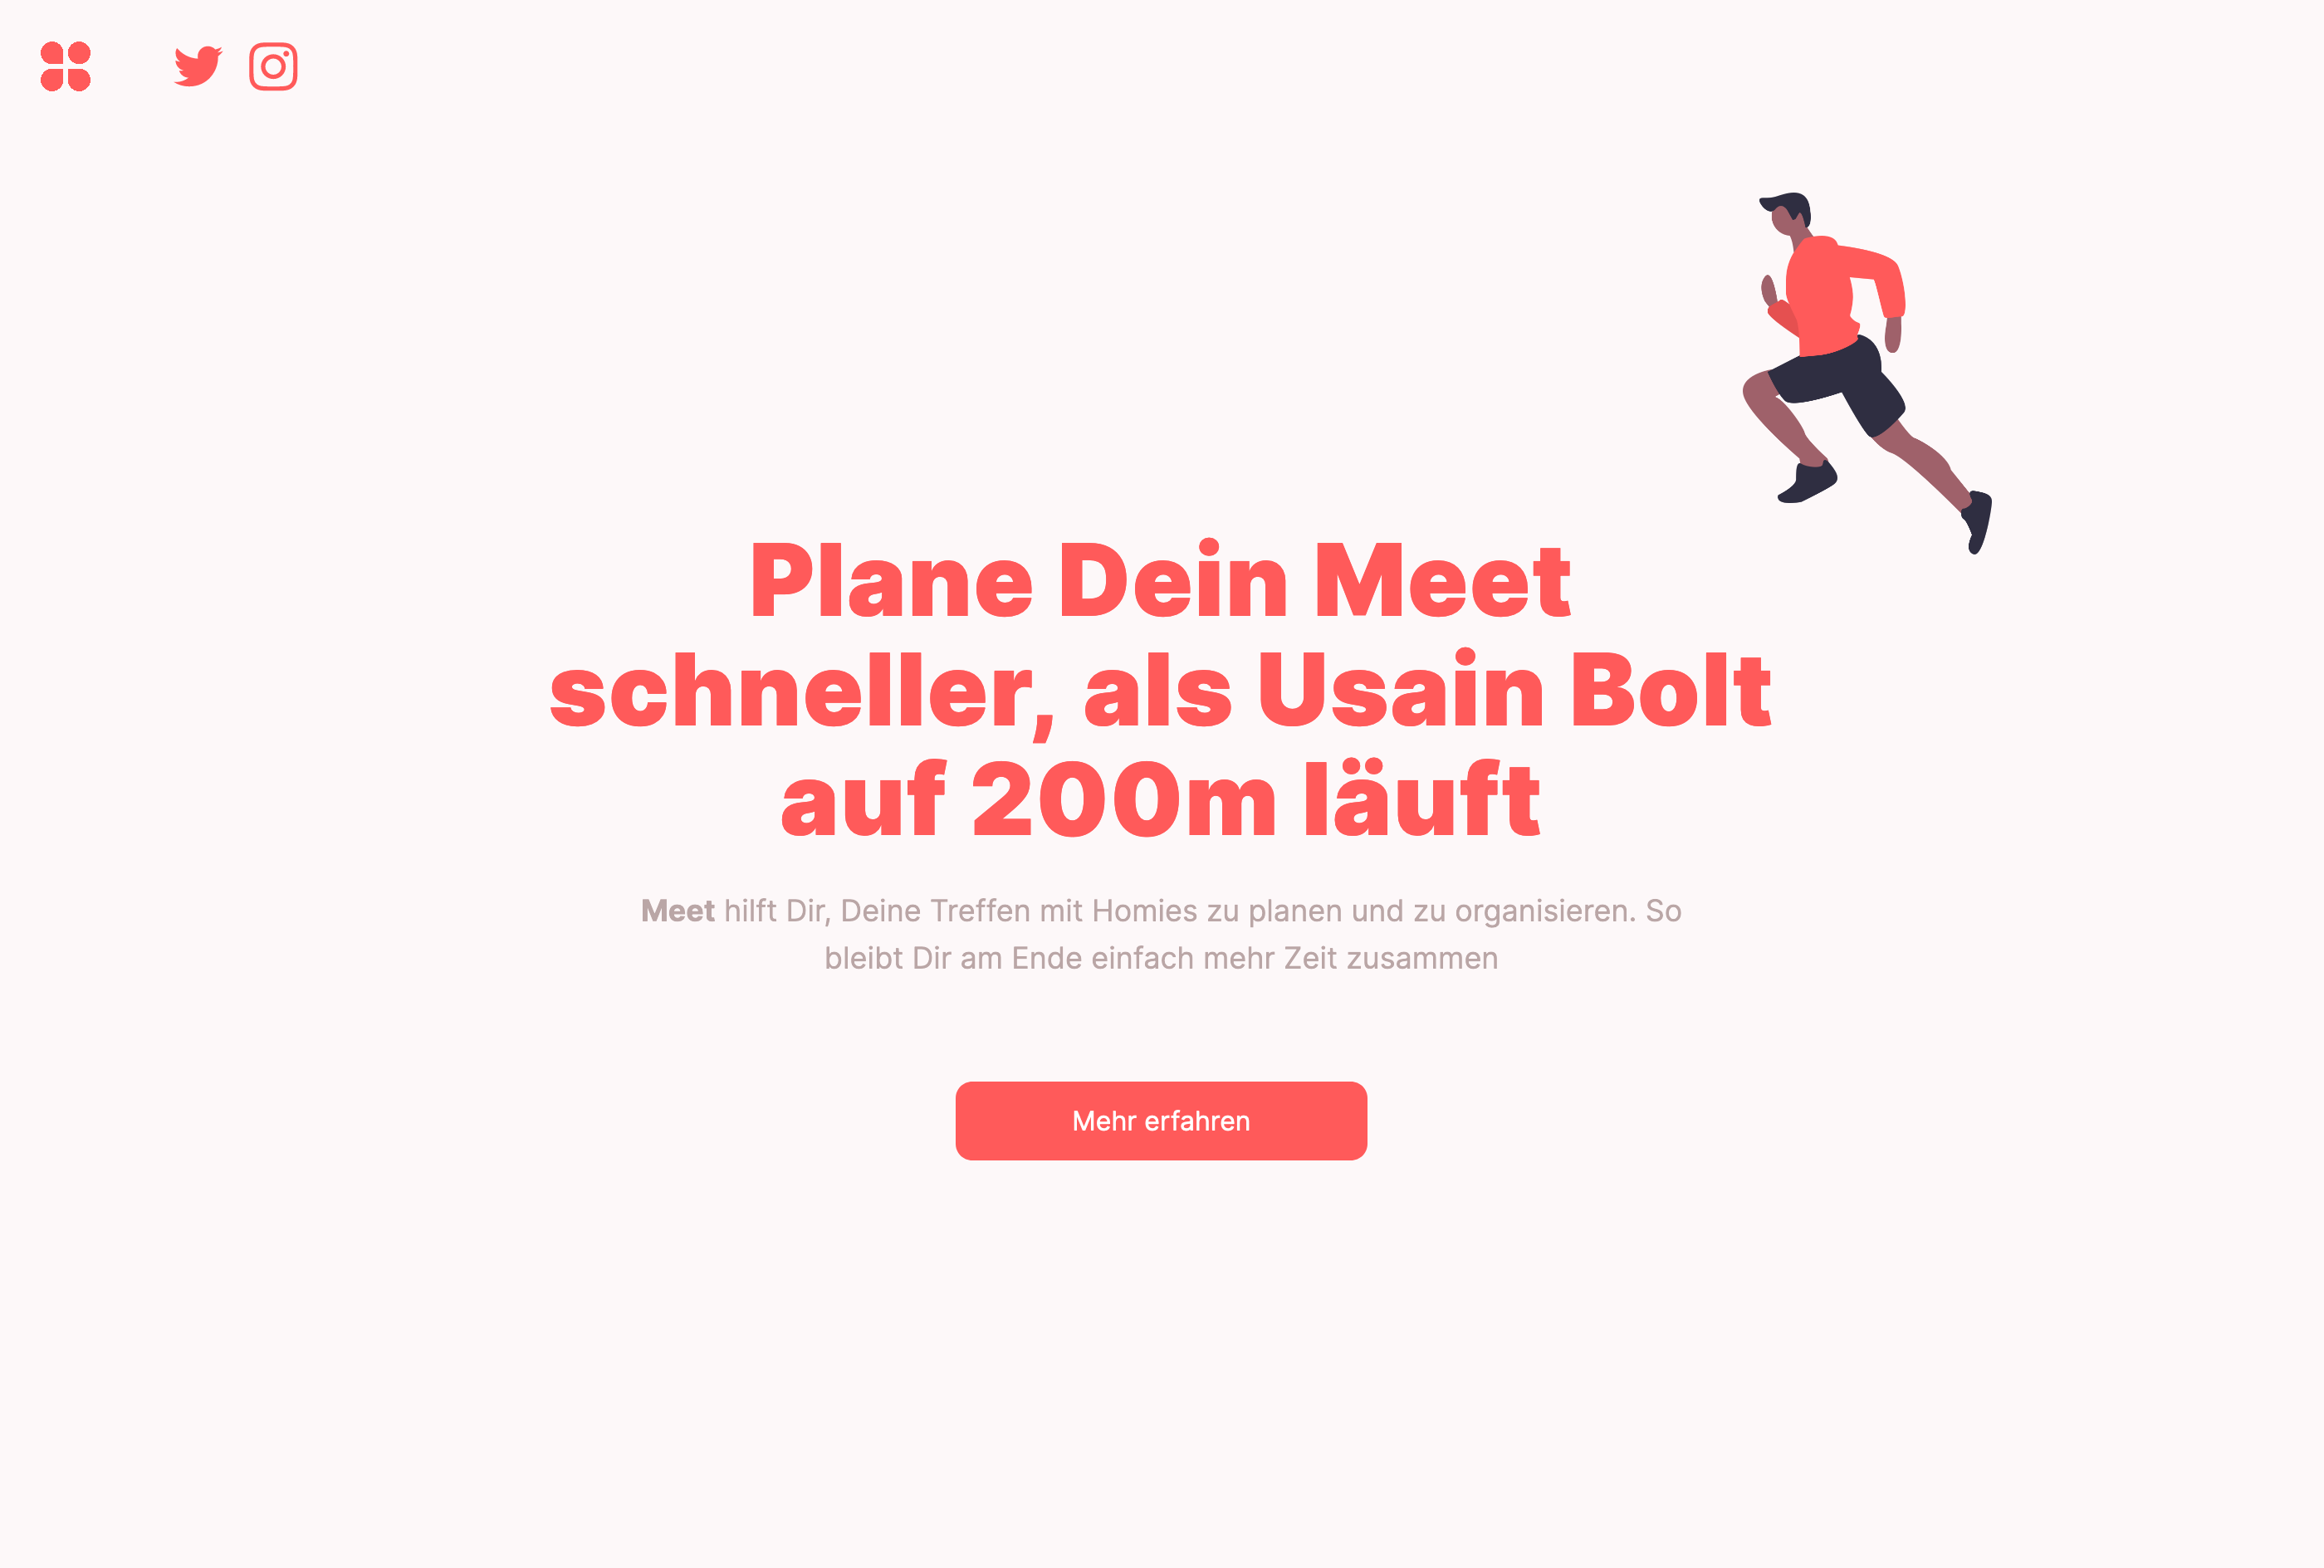 Plane Dein Meet
schneller, als Usain Bolt
auf 200m läuft
Meet hilft Dir, Deine Treffen mit Homies zu planen und zu organisieren. So
bleibt Dir am Ende einfach mehr Zeit zusammen
Mehr erfahren